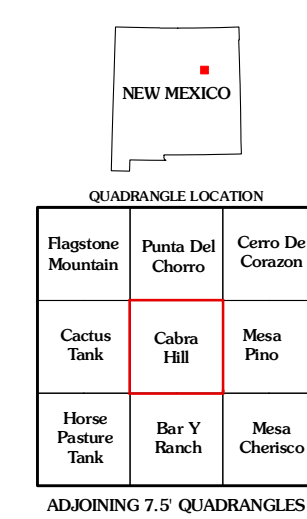 NEW MEXICO
QUADRANGLE LOCATION
Flagstone
Mountain
Punta Del
Chorro
Cerro De
Corazon
Cactus
Tank
Cabra
Hill
Mesa
Pino
Horse
Pasture
Tank
Bar Y
Ranch
Mesa
Cherisco
ADJOINING 7.5' QUADRANGLES